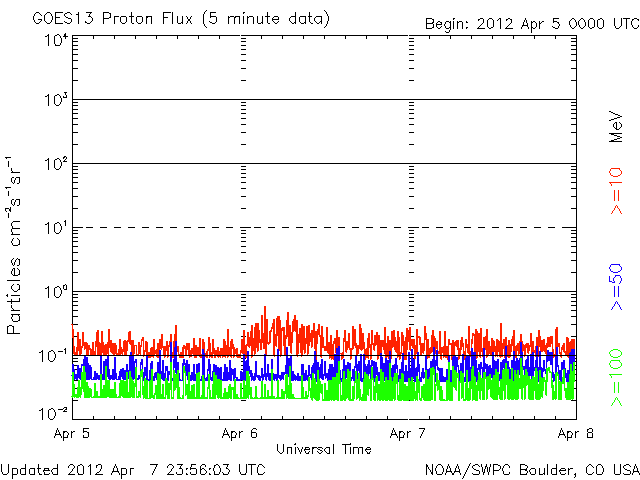 GOES13 Proton Flux (5 minute data)
Begin: 2012 Apr 5 0000 UTC
Particles cm⁻²s⁻¹sr⁻¹
10⁴
10³
10²
10¹
10⁰
10⁻¹
10⁻²
Apr 5
Apr 6
Apr 7
Apr 8
Universal Time
MeV
>=10
>=50
>=100
Updated 2012 Apr 7 23:56:03 UTC
NOAA/SWPC Boulder, CO USA